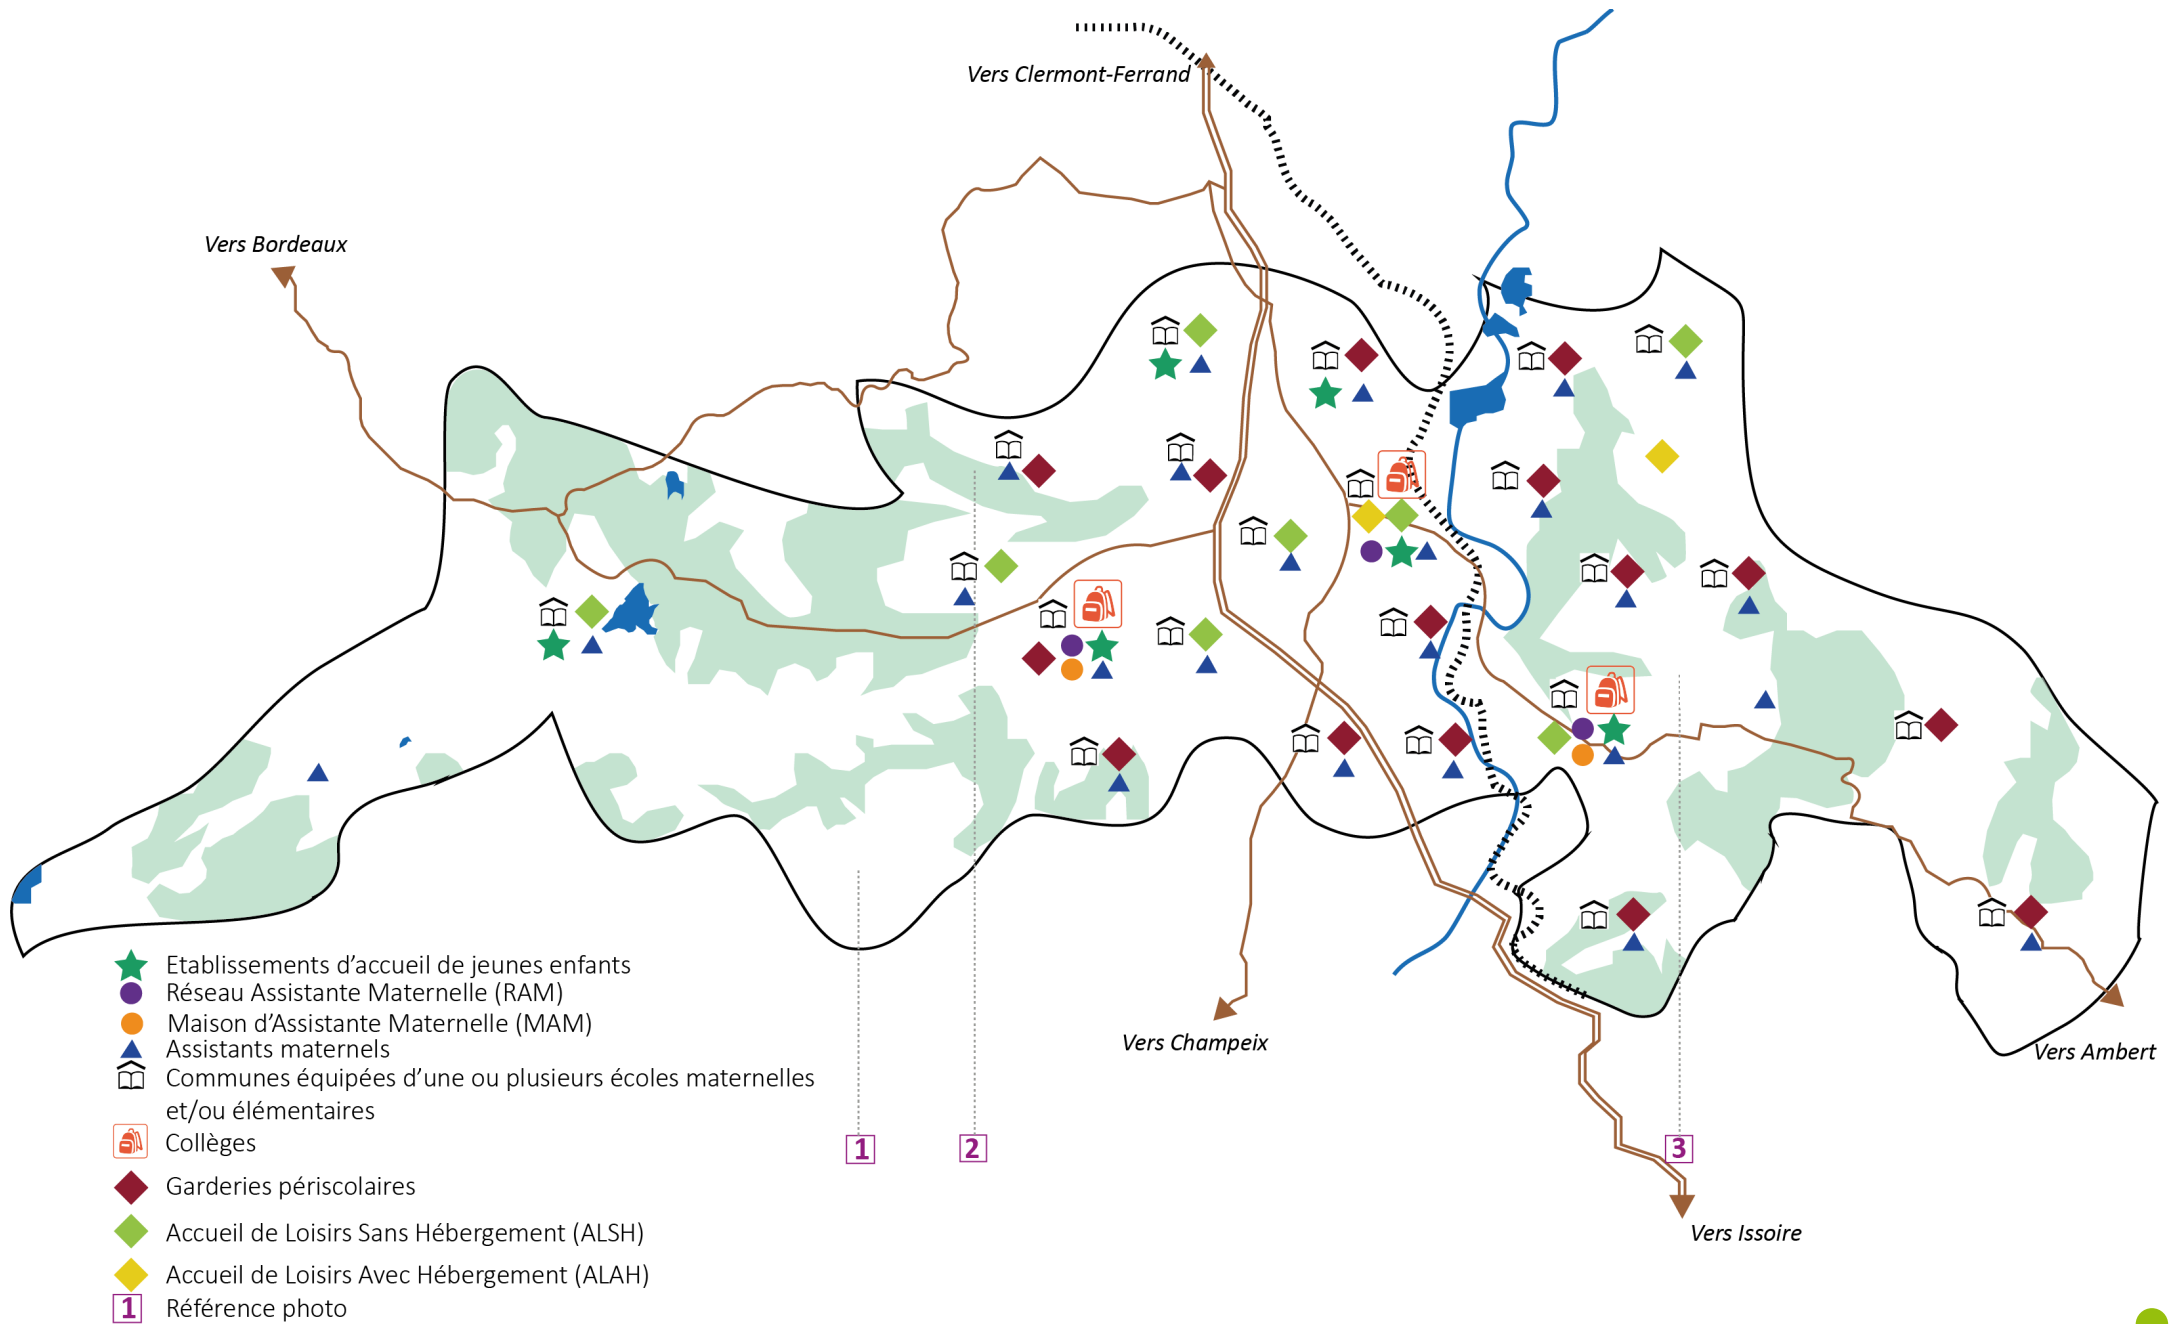 Vers Clermont-Ferrand
Vers Bordeaux
Etablissements d’accueil de jeunes enfants
Réseau Assistante Maternelle (RAM)
Maison d’Assistante Maternelle (MAM)
Assistants maternels
Communes équipées d’une ou plusieurs écoles maternelles
et/ou élémentaires
Collèges
Garderies périscolaires
Accueil de Loisirs Sans Hébergement (ALSH)
Accueil de Loisirs Avec Hébergement (ALAH)
1 Référence photo
1
2
3
Vers Champeix
Vers Ambert
Vers Issoire